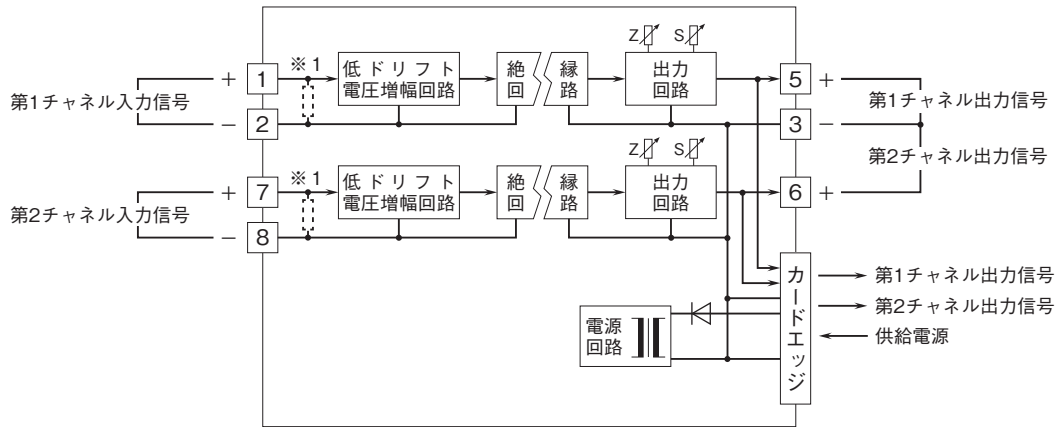 第1チャネル入力信号
+
−
1
2
※1
低ドリフト
電圧増幅回路
絶 縁
回 路
Z
S
出力
回路
5
+
3
−
第1チャネル出力信号
第2チャネル出力信号
6
+
第2チャネル入力信号
+
−
7
8
※1
低ドリフト
電圧増幅回路
絶 縁
回 路
Z
S
出力
回路
電源
回路
カードエッジ
第1チャネル出力信号
第2チャネル出力信号
供給電源